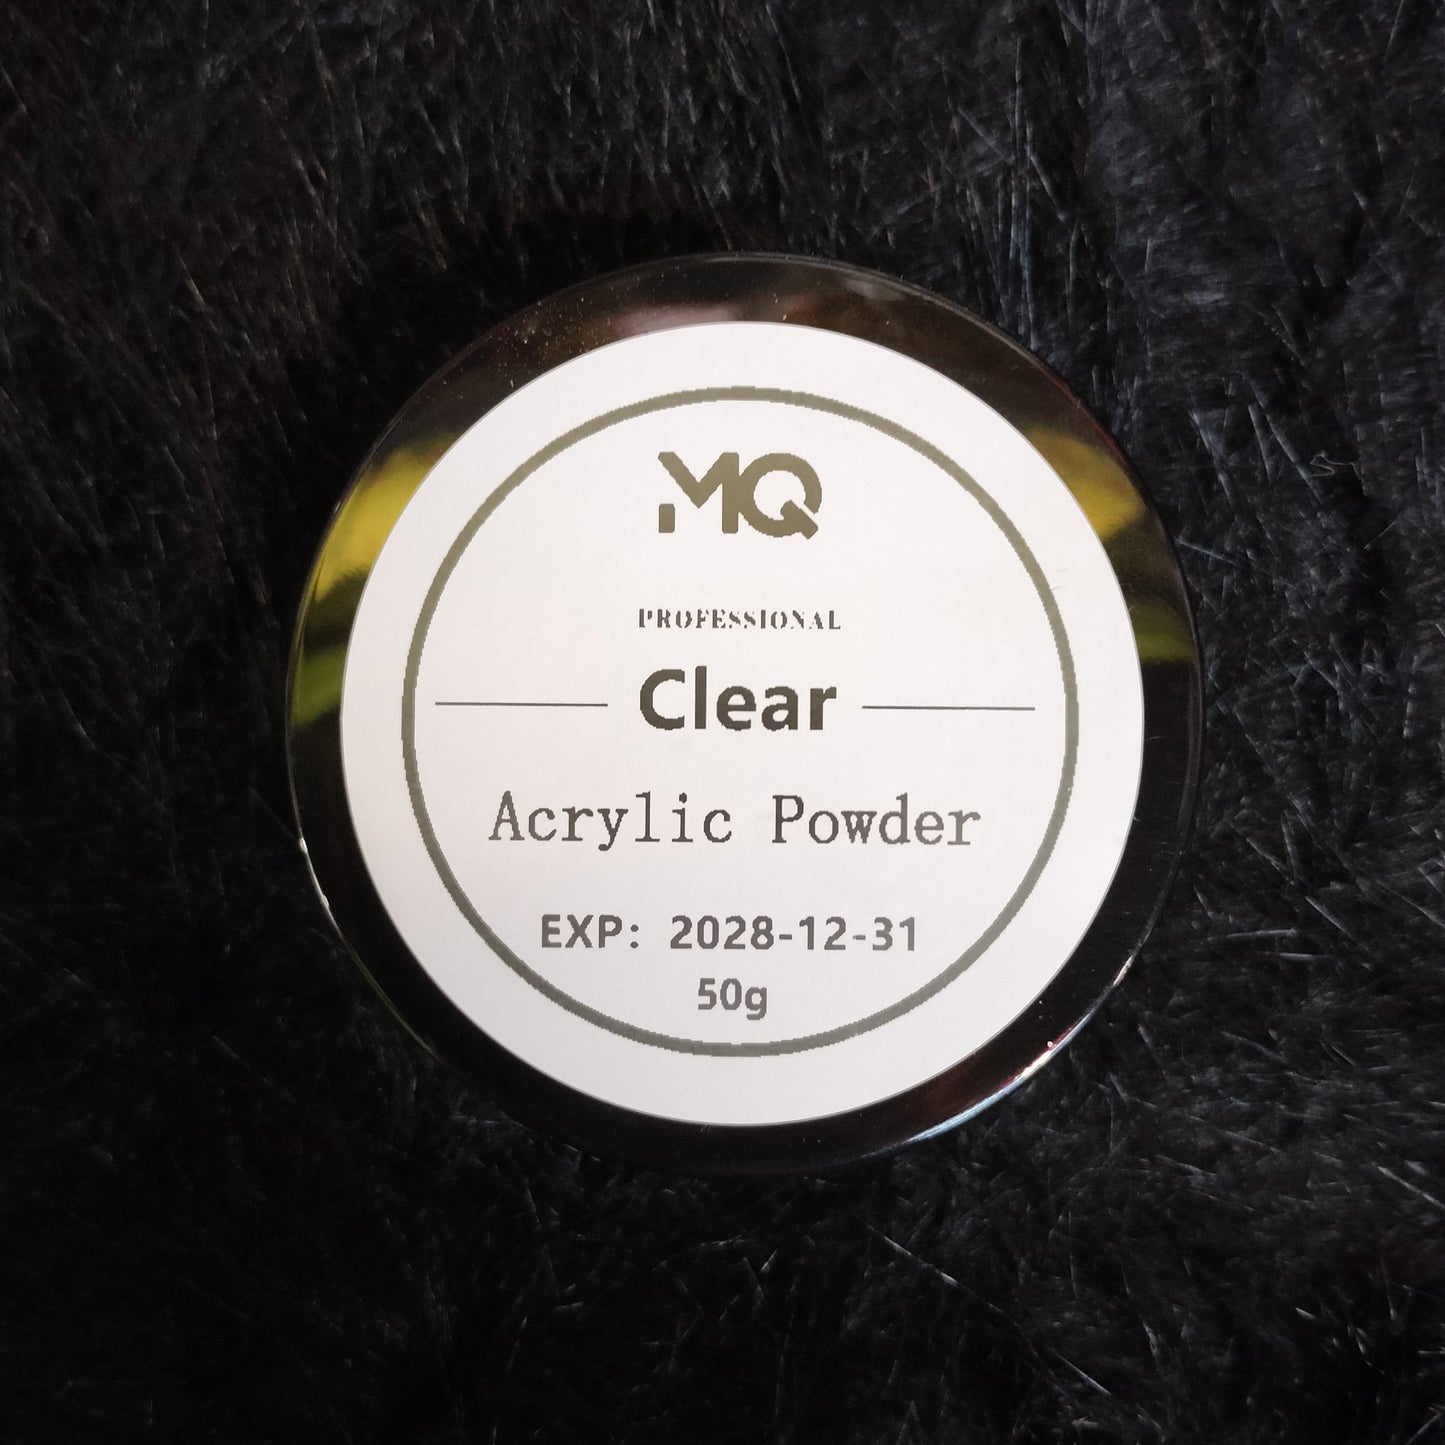 MQ
PROFESSIONAL
Clear
Acrylic Powder
EXP: 2028-12-31
50g